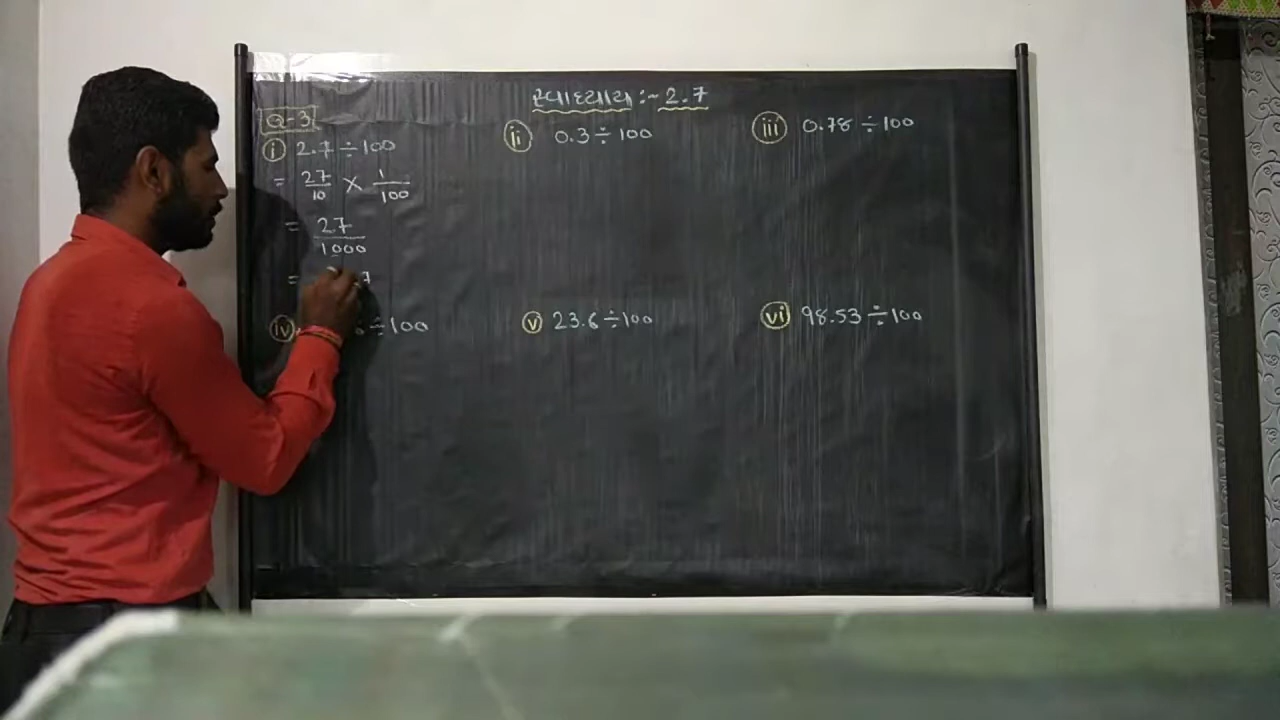 સ્વાધ્યાય :- 2.7
Q-3
i 2.7 ÷ 100
= 27/10 × 1/100
= 27/1000
= 7
ii 0.3 ÷ 100
iii 0.78 ÷ 100
iv ÷ 100
v 23.6 ÷ 100
vi 98.53 ÷ 100